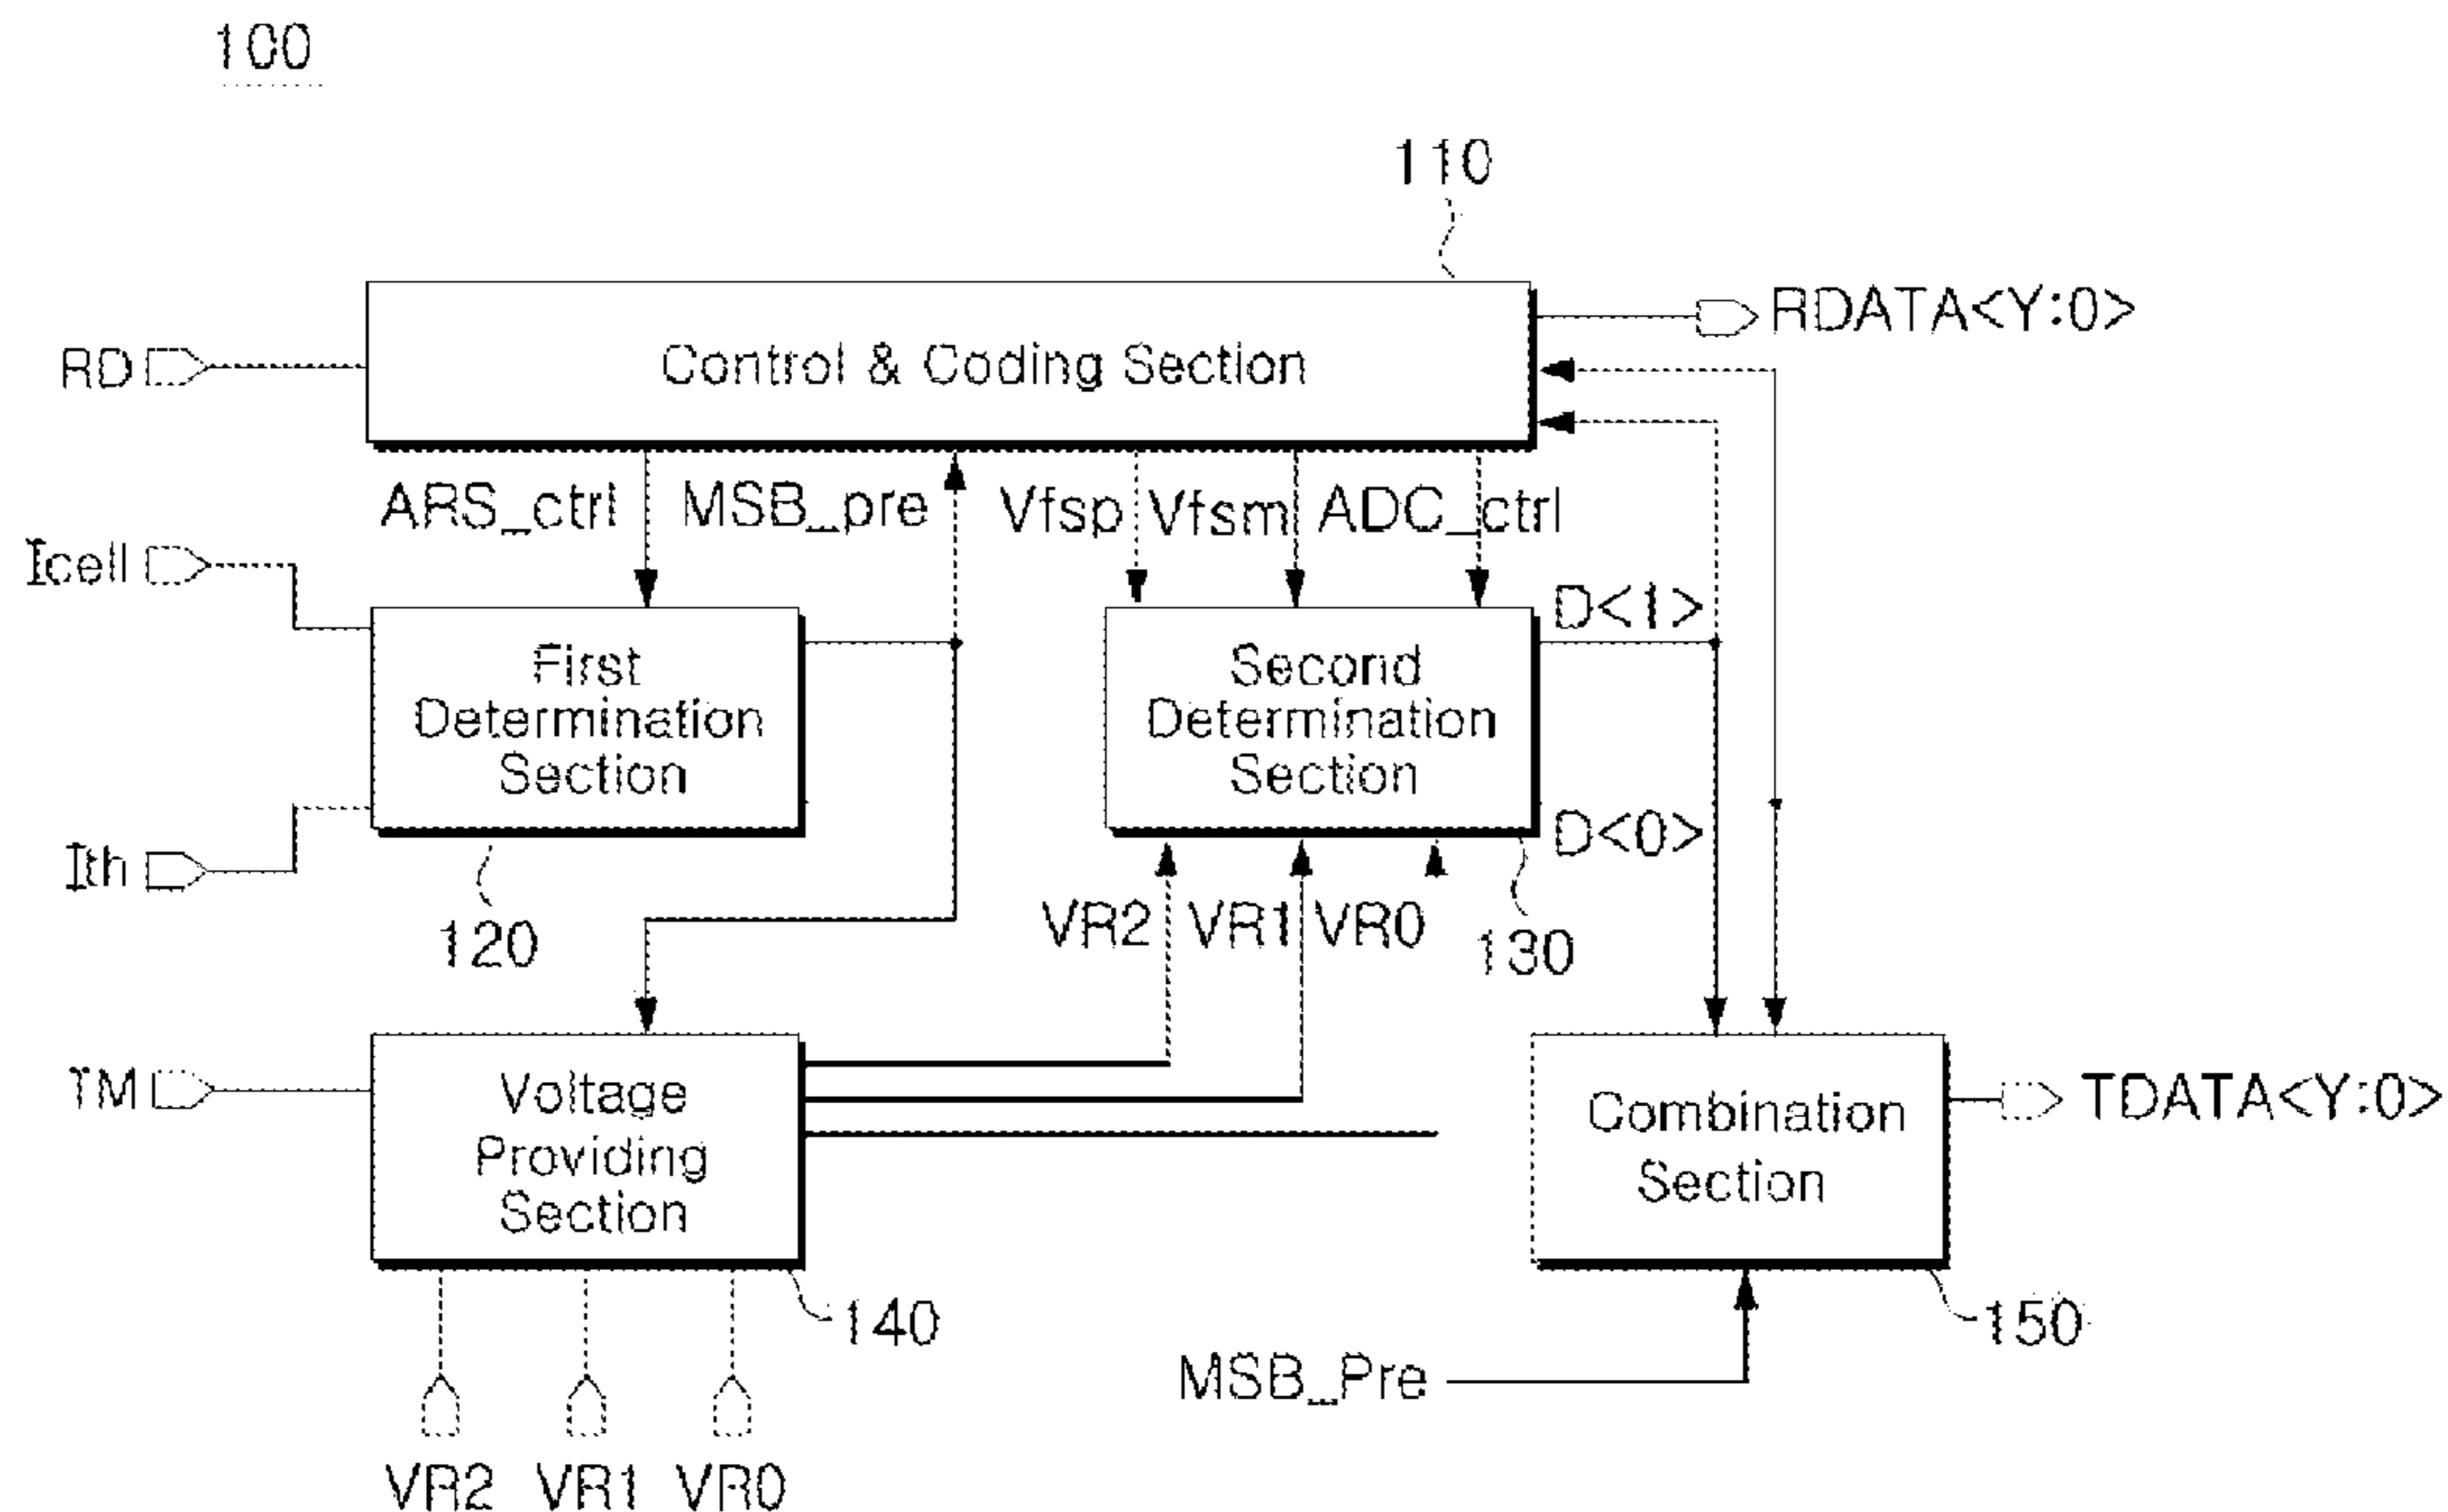 100
110
RDATA<Y:0>
RD
Control & Coding Section
ARS_ctrl
MSB_pre
Vfsp
Vfsm
ADC_ctrl
Icell
D<1>
First
Determination
Section
Second
Determination
Section
D<0>
Ith
120
VR2
VR1
VR0
130
TM
Voltage
Providing
Section
Combination
Section
TDATA<Y:0>
140
150
MSB_Pre
VR2
VR1
VR0